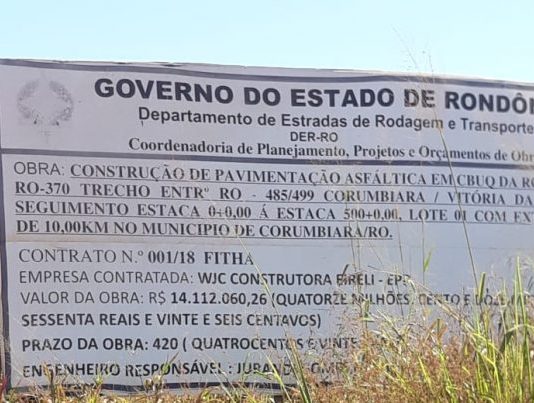 GOVERNO DO ESTADO DE RONDÔN
Departamento de Estradas de Rodagem e Transporte
DER-RO
Coordenadoria de Planejamento, Projetos e Orçamentos de Obr
OBRA: CONSTRUÇÃO DE PAVIMENTAÇÃO ASFÁLTICA EM CBUQ DA RO
RO-370 TRECHO ENTRº RO - 485/499 CORUMBIARA / VITÓRIA DA
SEGUIMENTO ESTACA 0+0,00 Á ESTACA 500+0,00, LOTE 01 COM EXT
DE 10,00KM NO MUNICIPIO DE CORUMBIARA/RO.
CONTRATO N.º 001/18 FITHA
EMPRESA CONTRATADA: WJC CONSTRUTORA EIRELI - EPP
VALOR DA OBRA: R$ 14.112.060,26 (QUATORZE MILHÕES, CENTO E DOZE
SESSENTA REAIS E VINTE E SEIS CENTAVOS)
PRAZO DA OBRA: 420 ( QUATROCENTOS E VINTE
ENGENHEIRO RESPONSÁVEL :